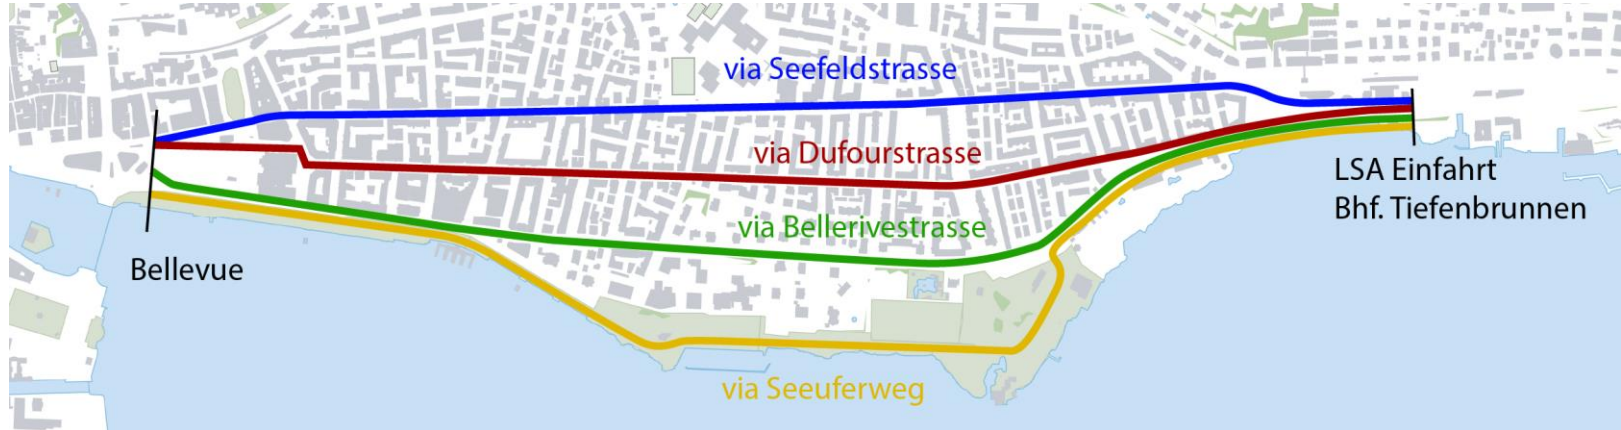 via Seefeldstrasse
via Dufourstrasse
LSA Einfahrt
Bhf. Tiefenbrunnen
via Bellerivestrasse
Bellevue
via Seeuferweg